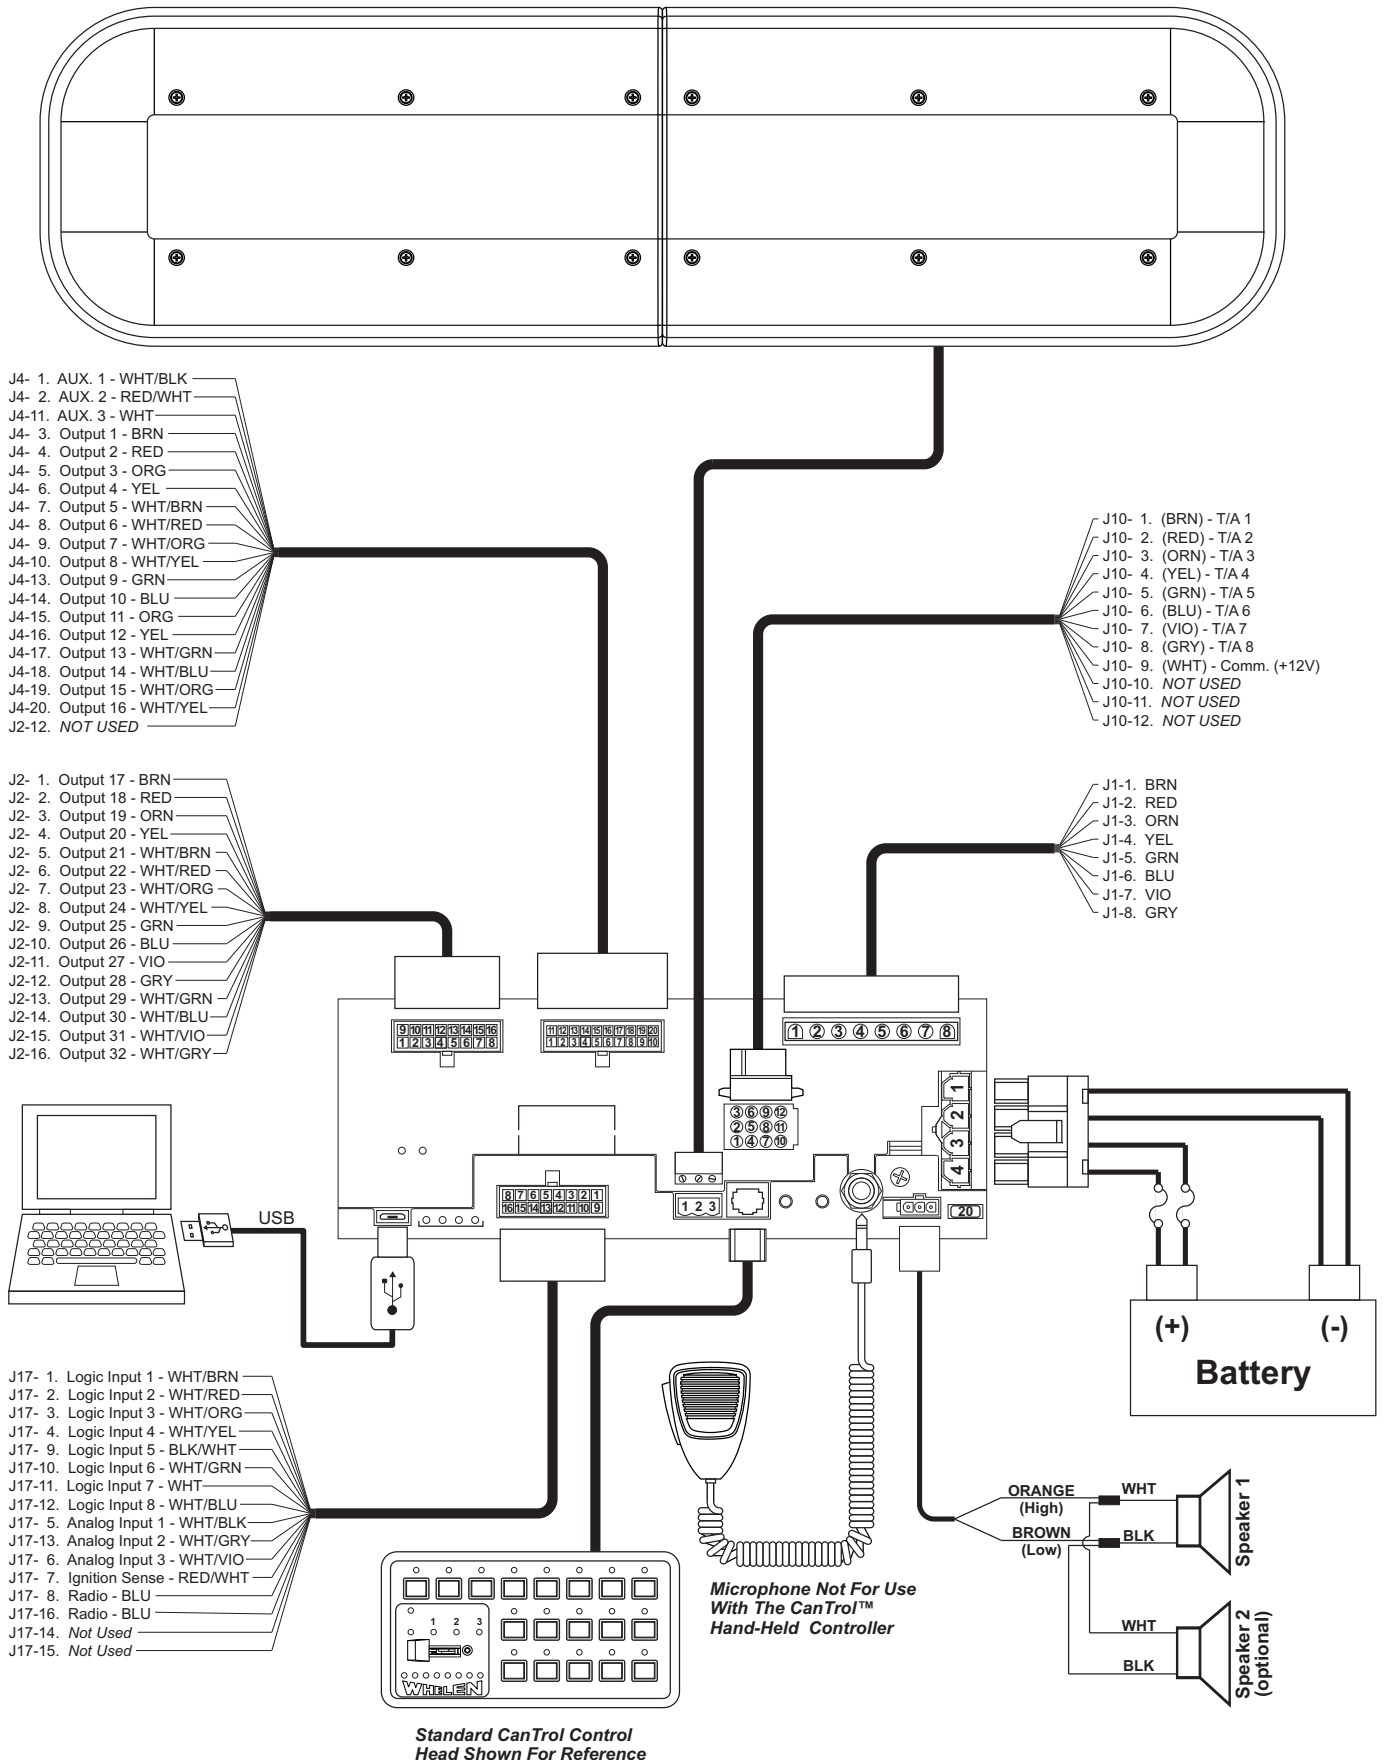 J4- 1. AUX. 1 - WHT/BLK
J4- 2. AUX. 2 - RED/WHT
J4-11. AUX. 3 - WHT
J4- 3. Output 1 - BRN
J4- 4. Output 2 - RED
J4- 5. Output 3 - ORG
J4- 6. Output 4 - YEL
J4- 7. Output 5 - WHT/BRN
J4- 8. Output 6 - WHT/RED
J4- 9. Output 7 - WHT/ORG
J4-10. Output 8 - WHT/YEL
J4-13. Output 9 - GRN
J4-14. Output 10 - BLU
J4-15. Output 11 - ORG
J4-16. Output 12 - YEL
J4-17. Output 13 - WHT/GRN
J4-18. Output 14 - WHT/BLU
J4-19. Output 15 - WHT/ORG
J4-20. Output 16 - WHT/YEL
J2-12. NOT USED
J10- 1. (BRN) - T/A 1
J10- 2. (RED) - T/A 2
J10- 3. (ORN) - T/A 3
J10- 4. (YEL) - T/A 4
J10- 5. (GRN) - T/A 5
J10- 6. (BLU) - T/A 6
J10- 7. (VIO) - T/A 7
J10- 8. (GRY) - T/A 8
J10- 9. (WHT) - Comm. (+12V)
J10-10. NOT USED
J10-11. NOT USED
J10-12. NOT USED
J2- 1. Output 17 - BRN
J2- 2. Output 18 - RED
J2- 3. Output 19 - ORN
J2- 4. Output 20 - YEL
J2- 5. Output 21 - WHT/BRN
J2- 6. Output 22 - WHT/RED
J2- 7. Output 23 - WHT/ORG
J2- 8. Output 24 - WHT/YEL
J2- 9. Output 25 - GRN
J2-10. Output 26 - BLU
J2-11. Output 27 - VIO
J2-12. Output 28 - GRY
J2-13. Output 29 - WHT/GRN
J2-14. Output 30 - WHT/BLU
J2-15. Output 31 - WHT/VIO
J2-16. Output 32 - WHT/GRY
J1-1. BRN
J1-2. RED
J1-3. ORN
J1-4. YEL
J1-5. GRN
J1-6. BLU
J1-7. VIO
J1-8. GRY
9 10 11 12 13 14 15 16
1 2 3 4 5 6 7 8
11 12 13 14 15 16 17 18 19 20
1 2 3 4 5 6 7 8 9 10
1 2 3 4 5 6 7 8
3 6 9 12
2 5 8 11
1 4 7 10
1
2
3
4
8 7 6 5 4 3 2 1
16 15 14 13 12 11 10 9
1 2 3
20
USB
(+)
(-)
Battery
J17- 1. Logic Input 1 - WHT/BRN
J17- 2. Logic Input 2 - WHT/RED
J17- 3. Logic Input 3 - WHT/ORG
J17- 4. Logic Input 4 - WHT/YEL
J17- 9. Logic Input 5 - BLK/WHT
J17-10. Logic Input 6 - WHT/GRN
J17-11. Logic Input 7 - WHT
J17-12. Logic Input 8 - WHT/BLU
J17- 5. Analog Input 1 - WHT/BLK
J17-13. Analog Input 2 - WHT/GRY
J17- 6. Analog Input 3 - WHT/VIO
J17- 7. Ignition Sense - RED/WHT
J17- 8. Radio - BLU
J17-16. Radio - BLU
J17-14. Not Used
J17-15. Not Used
ORANGE
(High)
BROWN
(Low)
WHT
BLK
Speaker 1
WHT
BLK
Speaker 2
(optional)
Microphone Not For Use
With The CanTrol™
Hand-Held Controller
1 2 3
WHELEN
Standard CanTrol Control
Head Shown For Reference